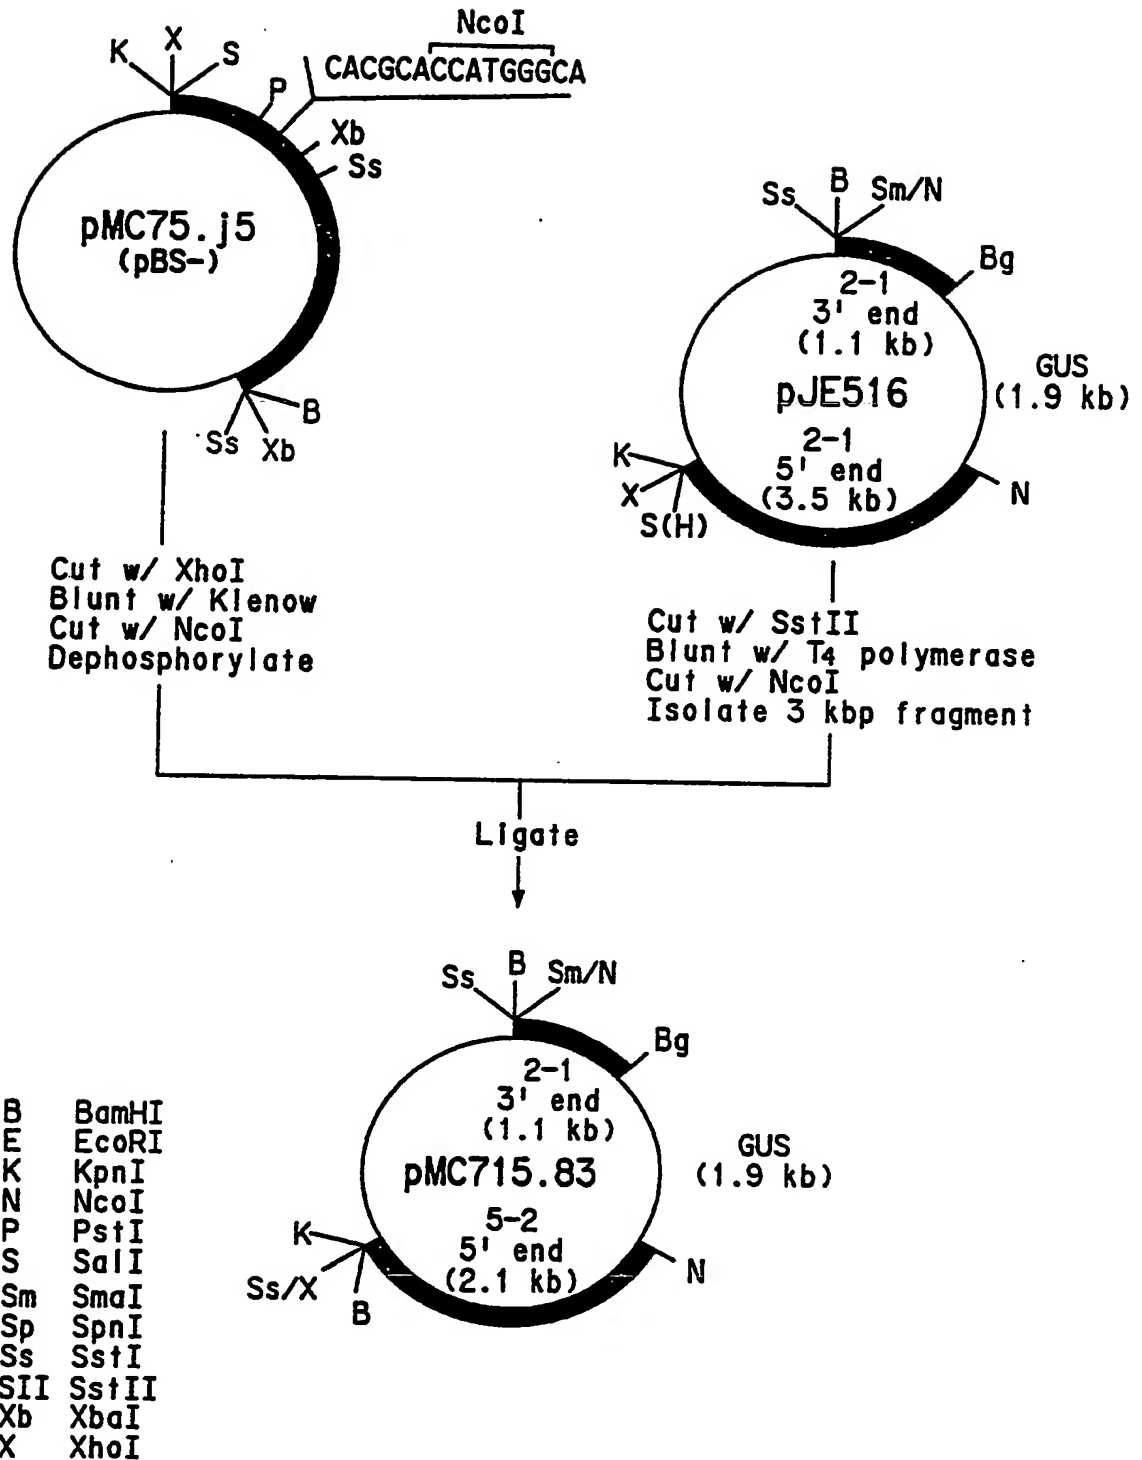 NcoI
K X S
CACGCACCATGGGCA
P
Xb
Ss
pMC75.j5
(pBS-)
B
Ss Xb
Ss B Sm/N
Bg
2-1
3' end
(1.1 kb)
GUS
(1.9 kb)
pJE516
2-1
5' end
(3.5 kb)
K
X
S(H)
N
Cut w/ XhoI
Blunt w/ Klenow
Cut w/ NcoI
Dephosphorylate
Cut w/ SstII
Blunt w/ T4 polymerase
Cut w/ NcoI
Isolate 3 kbp fragment
Ligate
Ss B Sm/N
Bg
2-1
3' end
(1.1 kb)
GUS
(1.9 kb)
pMC715.83
5-2
5' end
(2.1 kb)
K
Ss/X
B
N
B BamHI
E EcoRI
K KpnI
N NcoI
P PstI
S SalI
Sm SmaI
Sp SpnI
Ss SstI
SII SstII
Xb XbaI
X XhoI